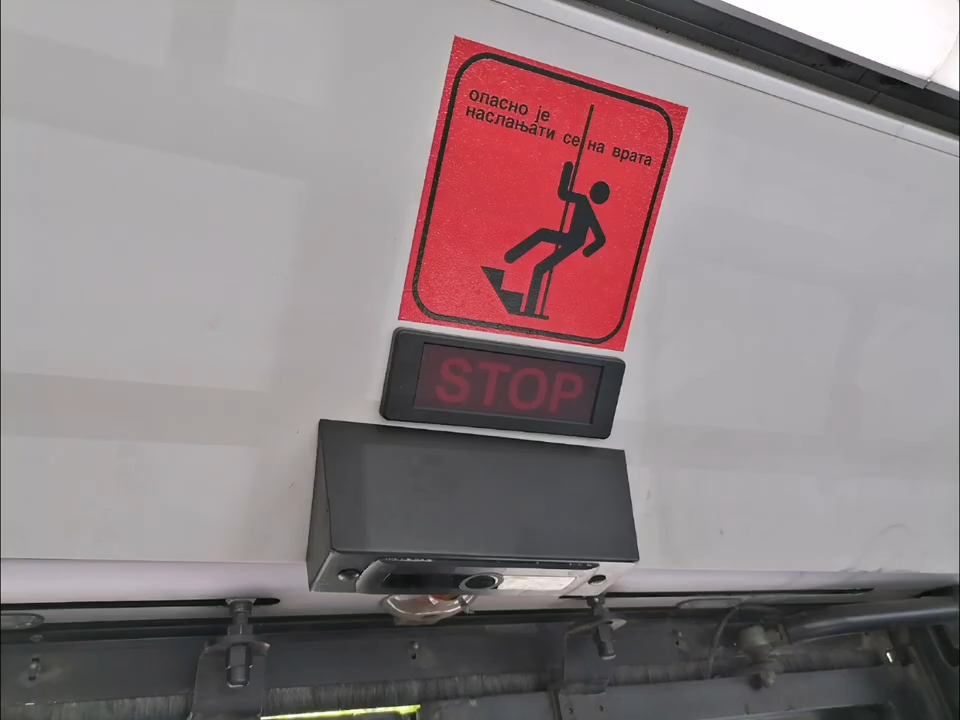 опасно је
наслањати се на врата
STOP